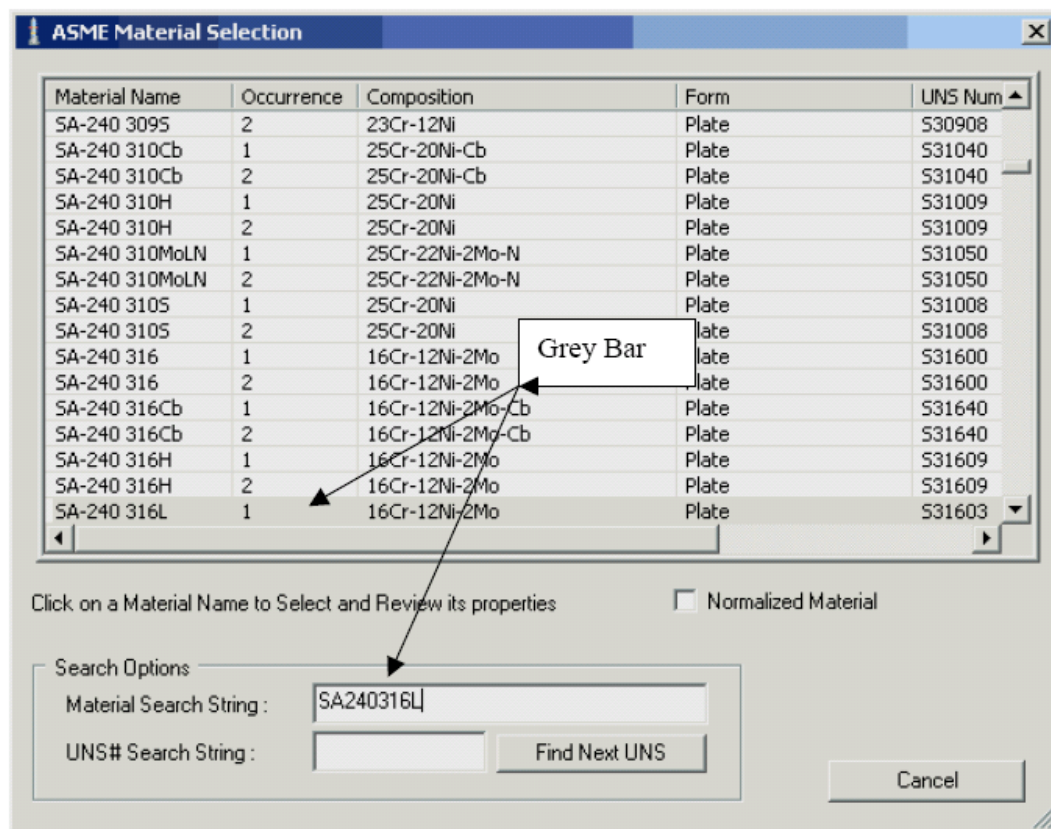 ASME Material Selection
Material Name Occurrence Composition Form UNS Num
SA-240 309S 2 23Cr-12Ni Plate S30908
SA-240 310Cb 1 25Cr-20Ni-Cb Plate S31040
SA-240 310Cb 2 25Cr-20Ni-Cb Plate S31040
SA-240 310H 1 25Cr-20Ni Plate S31009
SA-240 310H 2 25Cr-20Ni Plate S31009
SA-240 310MoLN 1 25Cr-22Ni-2Mo-N Plate S31050
SA-240 310MoLN 2 25Cr-22Ni-2Mo-N Plate S31050
SA-240 310S 1 25Cr-20Ni Plate S31008
SA-240 310S 2 25Cr-20Ni late S31008
Grey Bar
SA-240 316 1 16Cr-12Ni-2Mo late S31600
SA-240 316 2 16Cr-12Ni-2Mo late S31600
SA-240 316Cb 1 16Cr-12Ni-2Mo-Cb Plate S31640
SA-240 316Cb 2 16Cr-12Ni-2Mo-Cb Plate S31640
SA-240 316H 1 16Cr-12Ni-2Mo Plate S31609
SA-240 316H 2 16Cr-12Ni-2Mo Plate S31609
SA-240 316L 1 16Cr-12Ni-2Mo Plate S31603
Click on a Material Name to Select and Review its properties Normalized Material
Search Options
Material Search String : SA240316L
UNS# Search String : Find Next UNS
Cancel